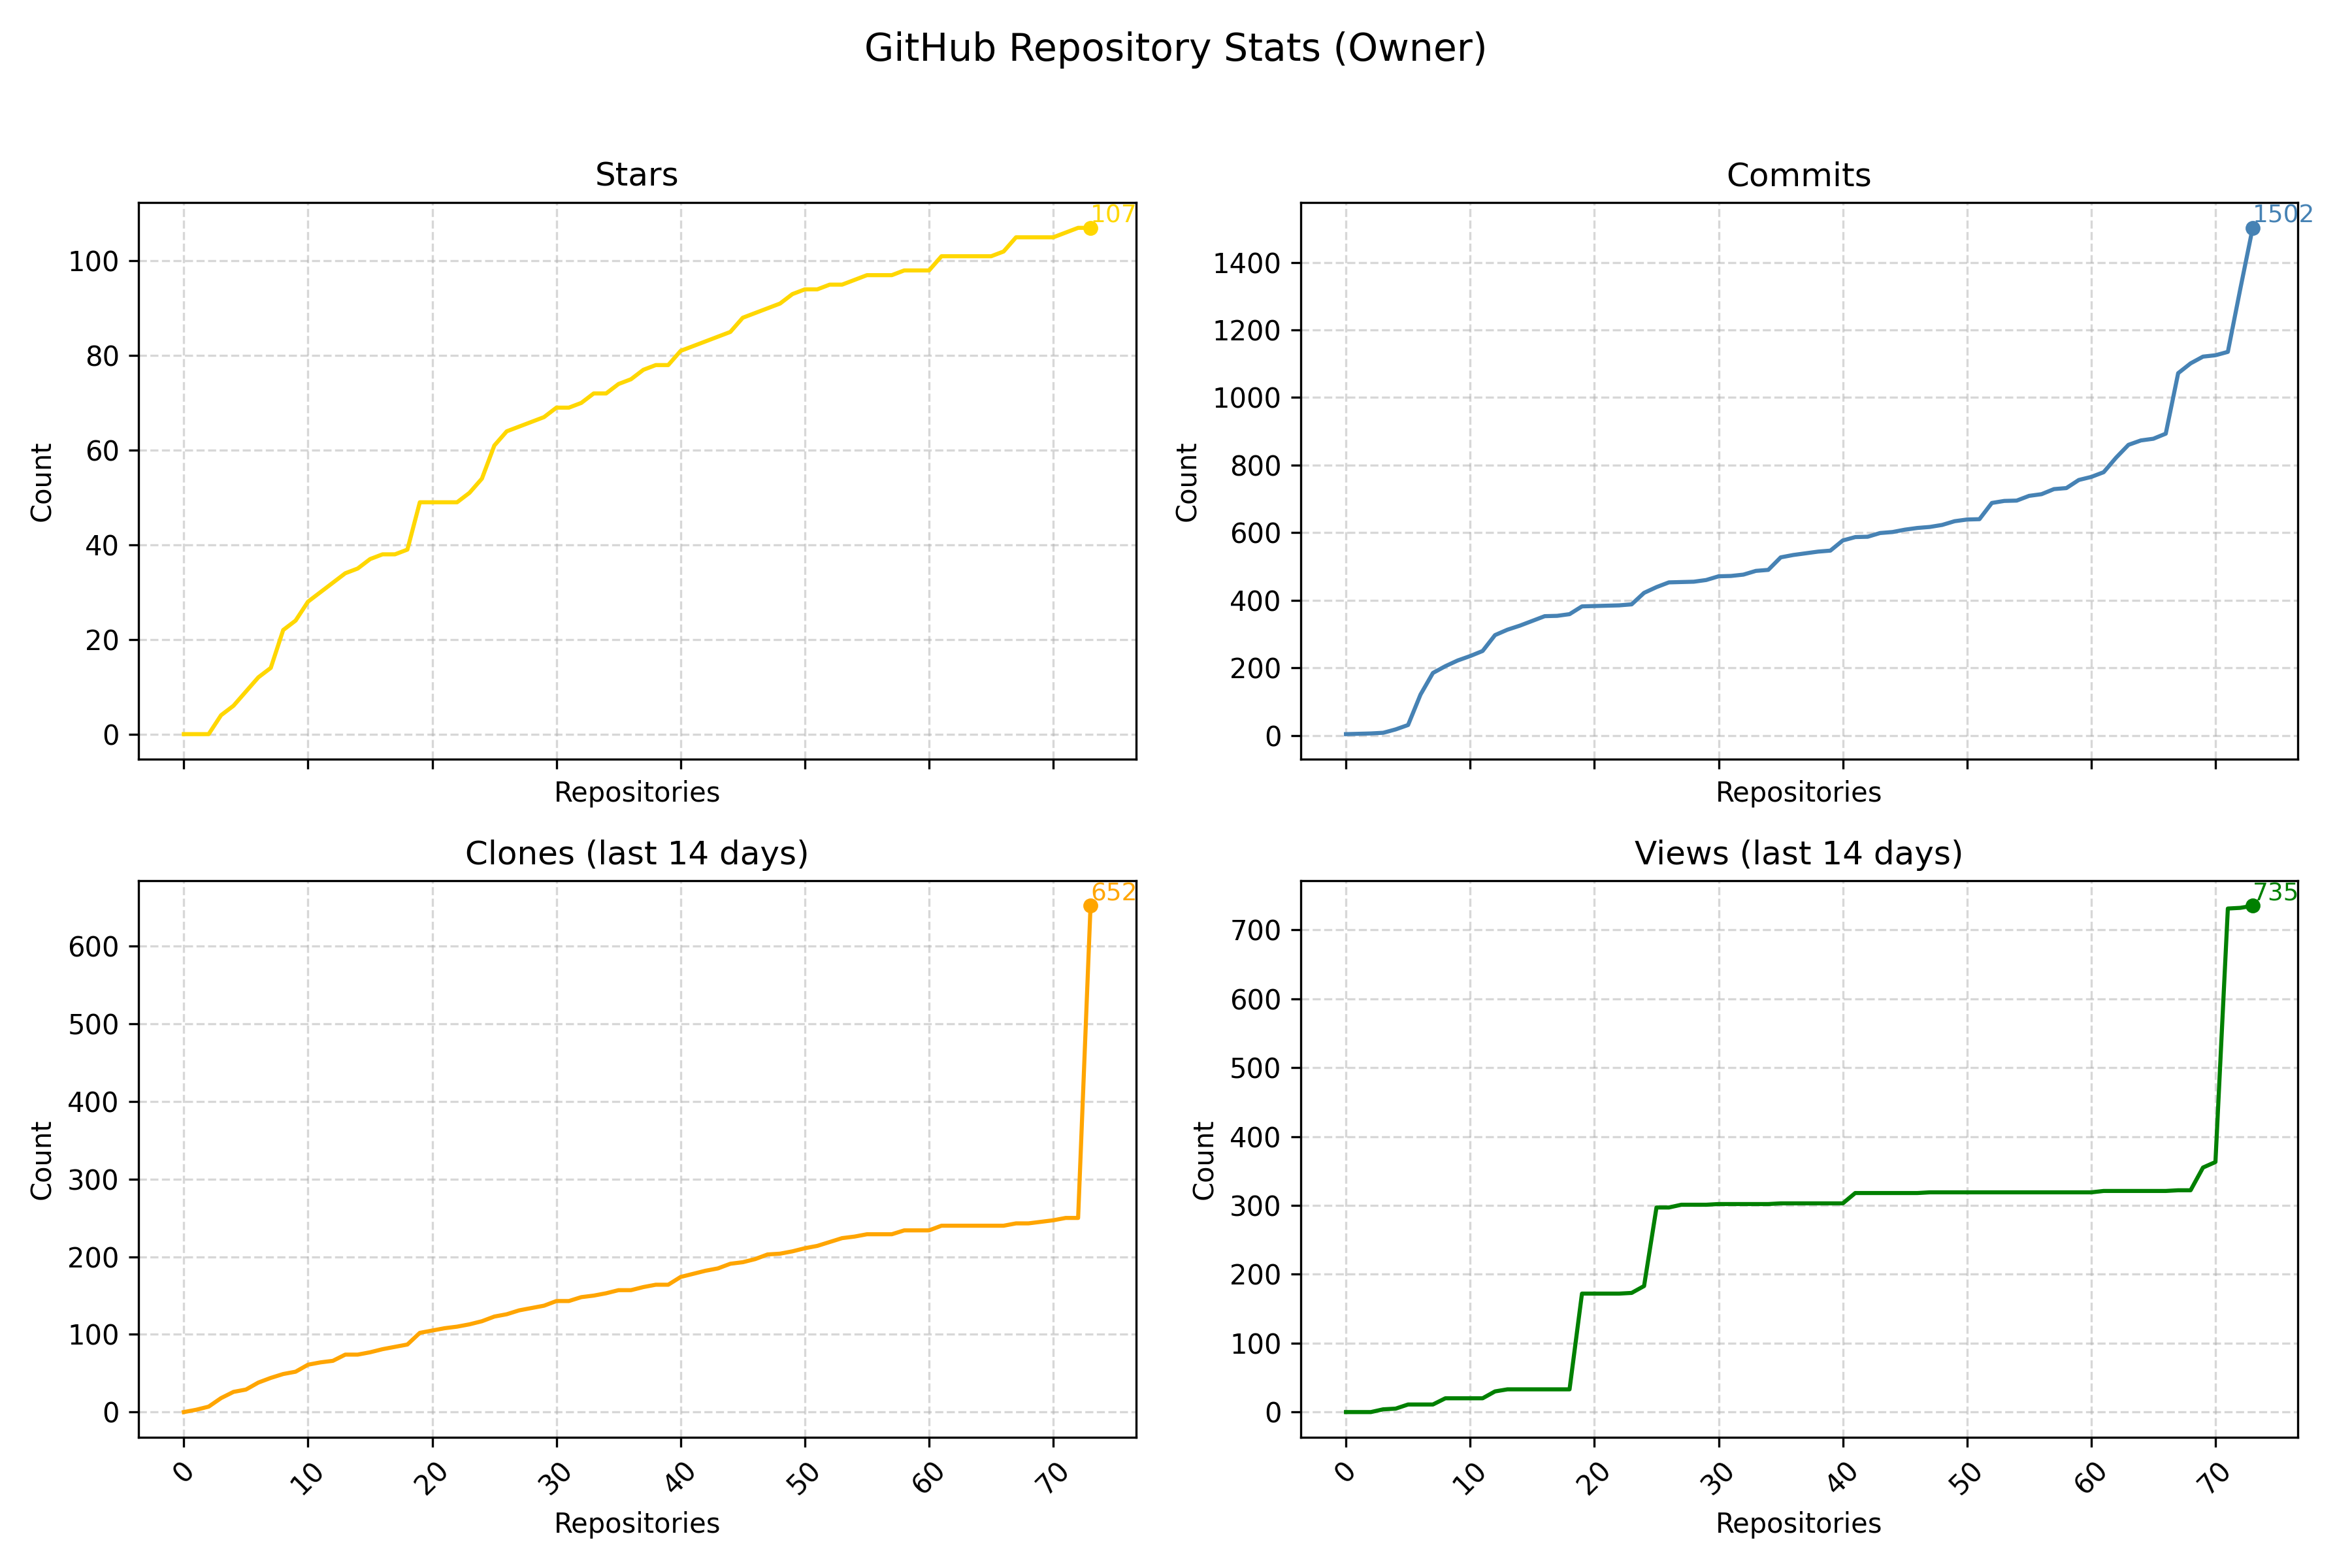 GitHub Repository Stats (Owner)
Stars
107
100
80
60
40
20
0
Count
Repositories
Commits
1502
1400
1200
1000
800
600
400
200
0
Count
Repositories
Clones (last 14 days)
652
600
500
400
300
200
100
0
Count
0 10 20 30 40 50 60 70
Repositories
Views (last 14 days)
735
700
600
500
400
300
200
100
0
Count
0 10 20 30 40 50 60 70
Repositories